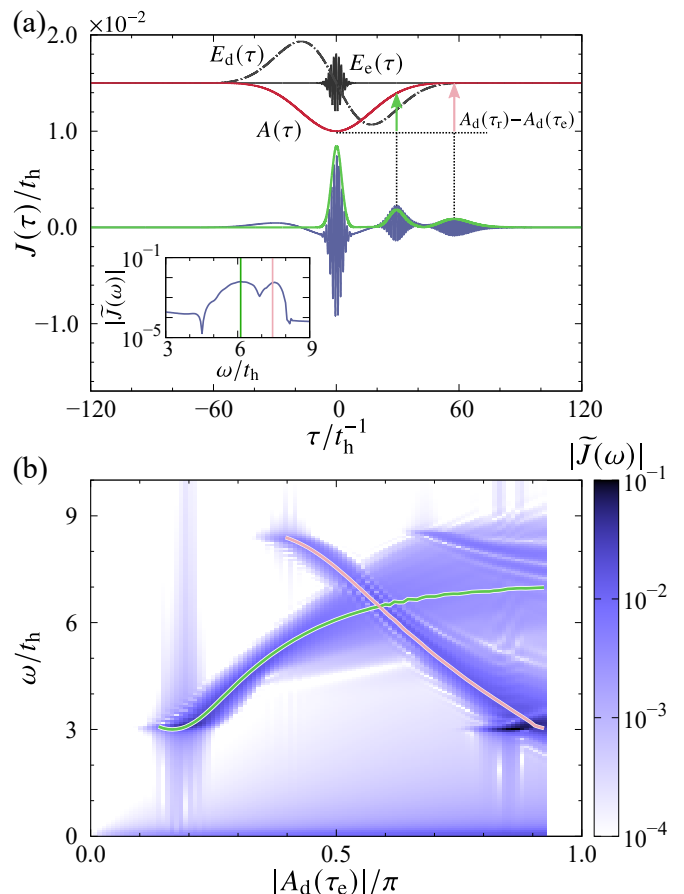 (a)
×10⁻²
2.0
1.0
0.0
−1.0
J(τ)/t_h
E_d(τ)
E_e(τ)
A(τ)
A_d(τ_r)−A_d(τ_e)
10⁻¹
10⁻⁵
|J̃(ω)|
3 6 9
ω/t_h
−120 −60 0 60 120
τ/t_h⁻¹
(b)
|J̃(ω)|
9
6
3
0
ω/t_h
10⁻¹
10⁻²
10⁻³
10⁻⁴
0.0 0.5 1.0
|A_d(τ_e)|/π